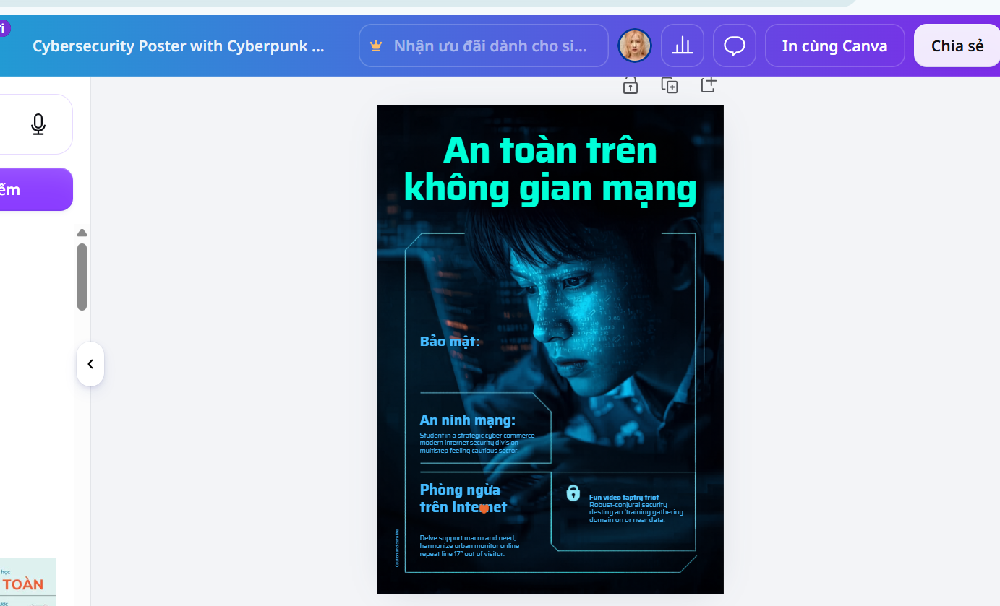 Cybersecurity Poster with Cyberpunk ...
Nhận ưu đãi dành cho si...
In cùng Canva
Chia sẻ
An toàn trên
không gian mạng
Bảo mật:
An ninh mạng:
Student in a strategic cyber commerce
modern internet security division
multistep feeling cautious sector.
Phòng ngừa
trên Internet
Fun video taptry triof
Robust-conjural security
destiny an 'training gathering
domain on or near data.
Delve support macro and need,
harmonize urban monitor online
repeat line 17° out of visitor.
học
TOÀN